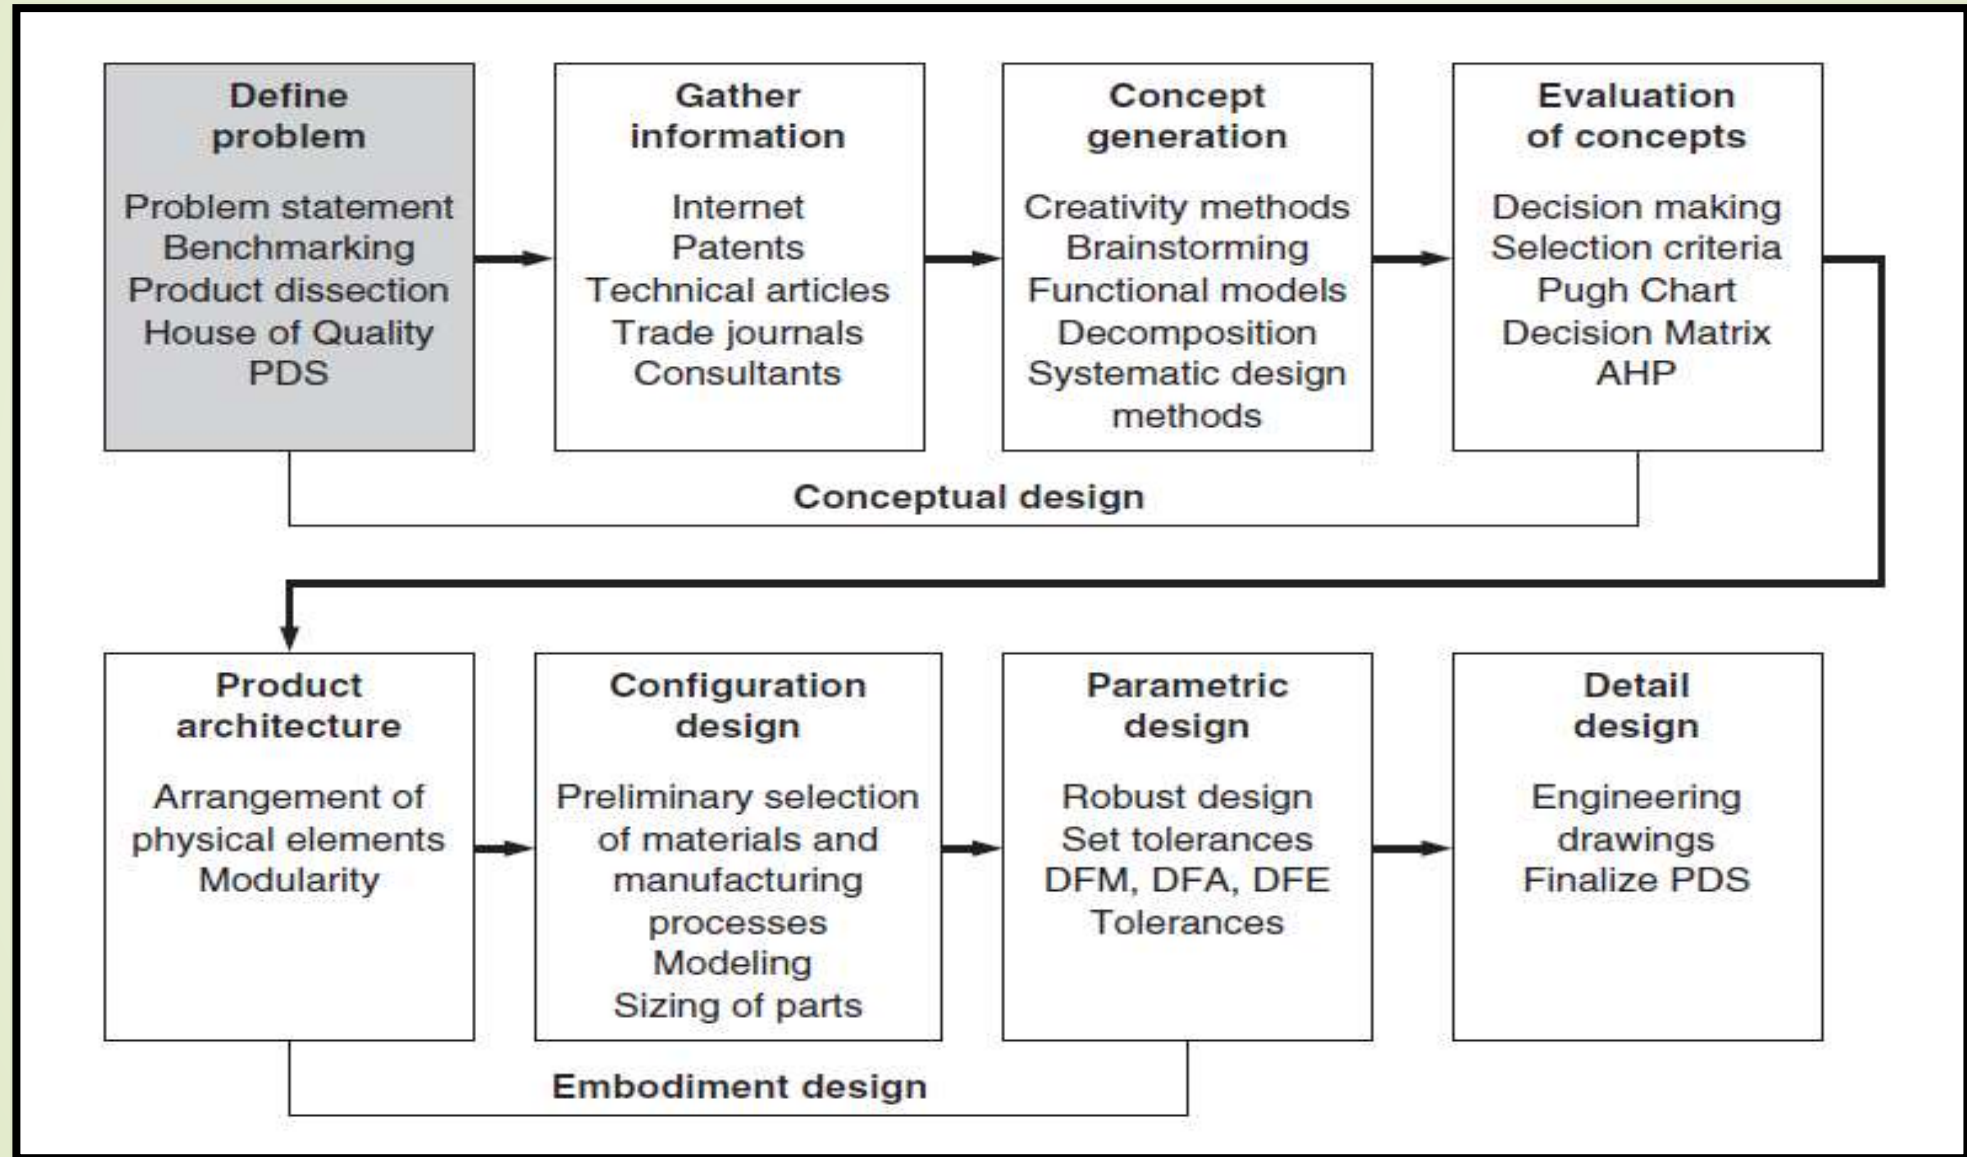 Define
problem
Problem statement
Benchmarking
Product dissection
House of Quality
PDS
Gather
information
Internet
Patents
Technical articles
Trade journals
Consultants
Concept
generation
Creativity methods
Brainstorming
Functional models
Decomposition
Systematic design
methods
Evaluation
of concepts
Decision making
Selection criteria
Pugh Chart
Decision Matrix
AHP
Conceptual design
Product
architecture
Arrangement of
physical elements
Modularity
Configuration
design
Preliminary selection
of materials and
manufacturing
processes
Modeling
Sizing of parts
Parametric
design
Robust design
Set tolerances
DFM, DFA, DFE
Tolerances
Detail
design
Engineering
drawings
Finalize PDS
Embodiment design